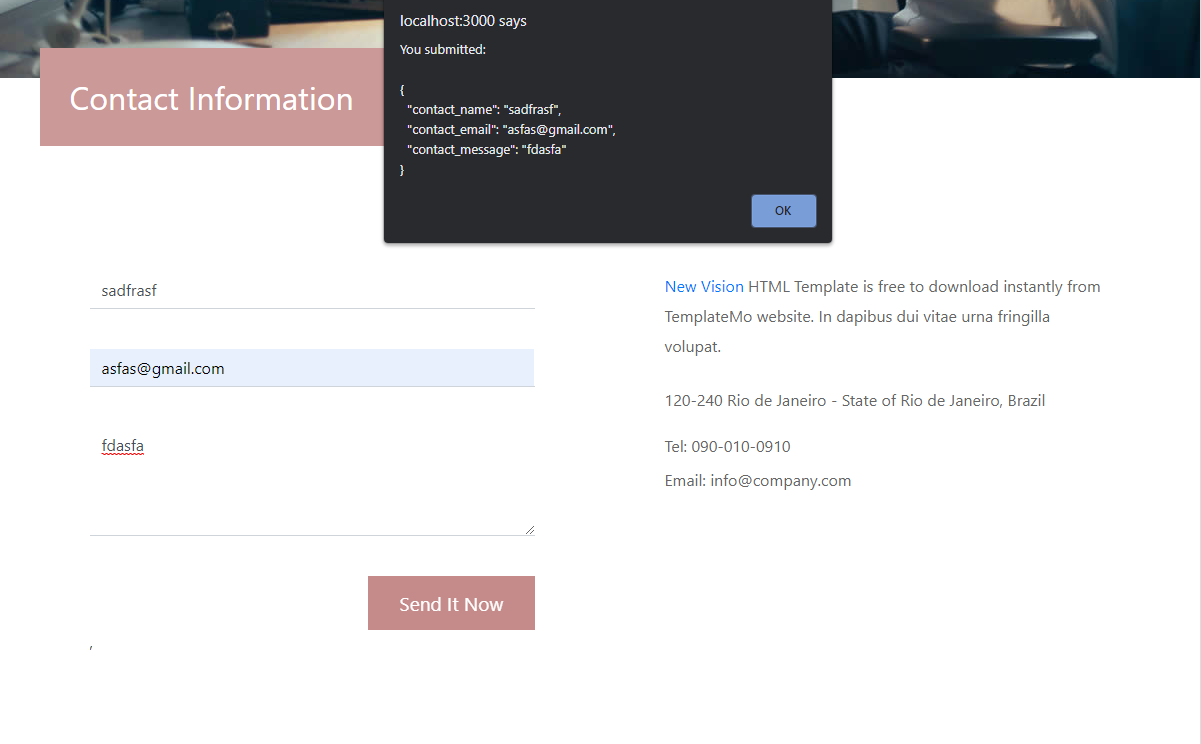 localhost:3000 says
You submitted:
{
"contact_name": "sadfrasf",
"contact_email": "asfas@gmail.com",
"contact_message": "fdasfa"
}
OK
Contact Information
sadfrasf
asfas@gmail.com
fdasfa
Send It Now
,
New Vision HTML Template is free to download instantly from
TemplateMo website. In dapibus dui vitae urna fringilla
volupat.
120-240 Rio de Janeiro - State of Rio de Janeiro, Brazil
Tel: 090-010-0910
Email: info@company.com